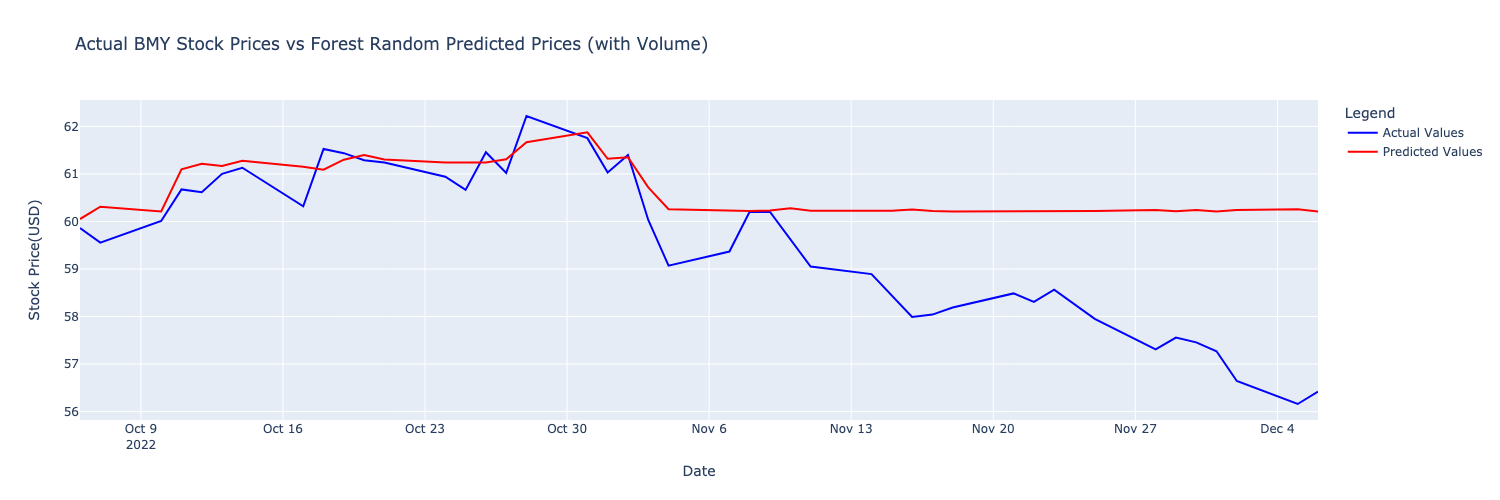 Actual BMY Stock Prices vs Forest Random Predicted Prices (with Volume)
Legend
Actual Values
Predicted Values
Stock Price(USD)
62
61
60
59
58
57
56
Oct 9
2022
Oct 16
Oct 23
Oct 30
Nov 6
Nov 13
Nov 20
Nov 27
Dec 4
Date